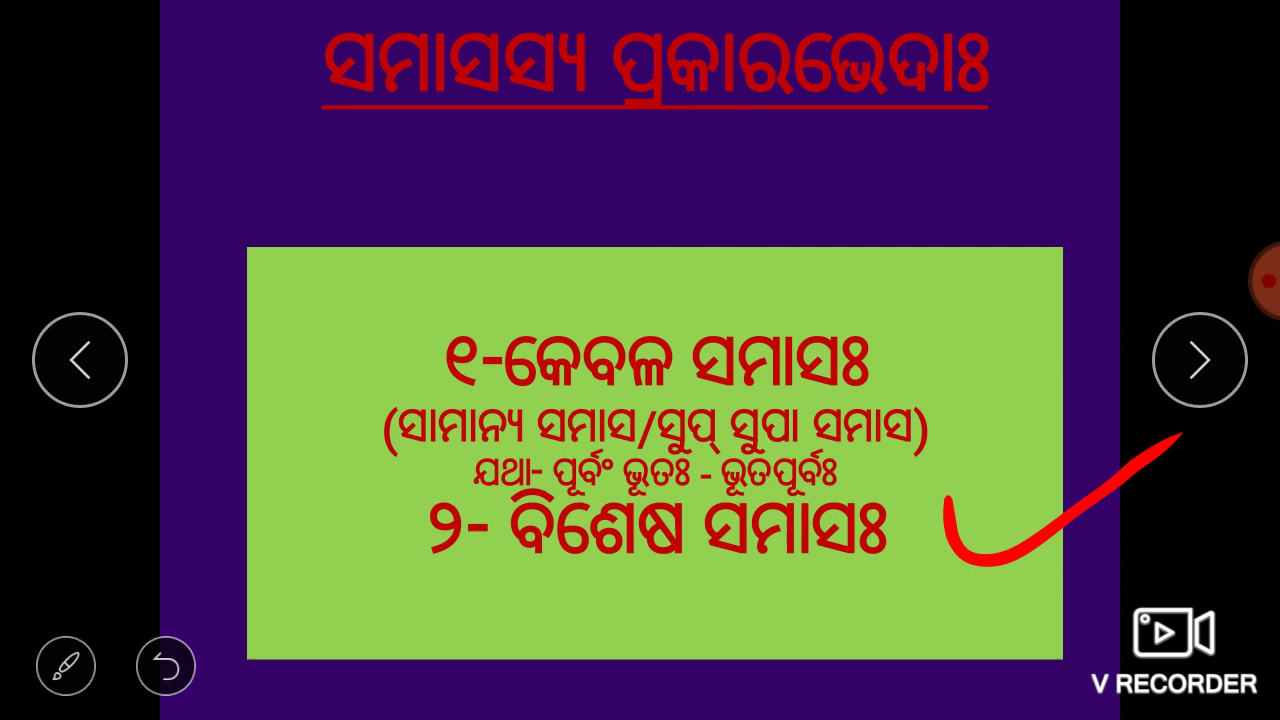 ସମାସସ୍ୟ ପ୍ରକାରଭେଦାଃ
୧-କେବଳ ସମାସଃ
(ସାମାନ୍ୟ ସମାସ/ସୁପ୍ ସୁପା ସମାସ)
ଯଥା- ପୂର୍ବଂ ଭୂତଃ - ଭୂତପୂର୍ବଃ
୨- ବିଶେଷ ସମାସଃ
V RECORDER